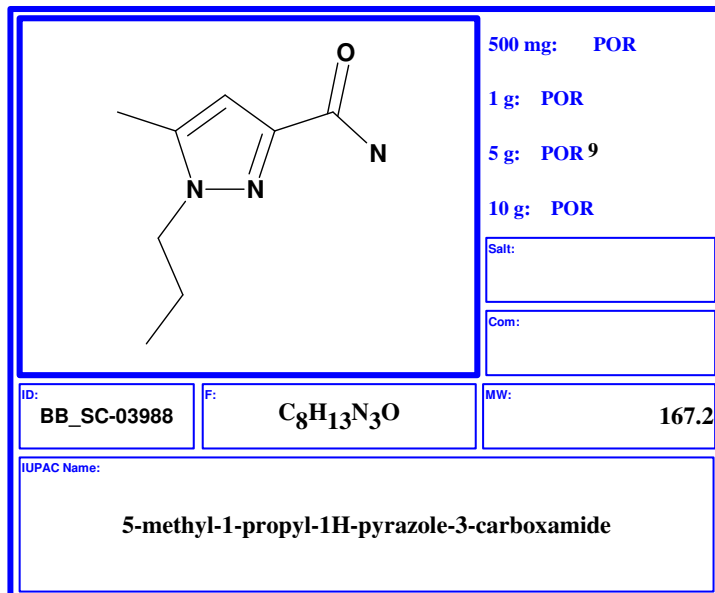 O
N
N
N
500 mg: POR
1 g: POR
5 g: POR 9
10 g: POR
Salt:
Com:
ID:
BB_SC-03988
F:
C8H13N3O
MW:
167.2
IUPAC Name:
5-methyl-1-propyl-1H-pyrazole-3-carboxamide